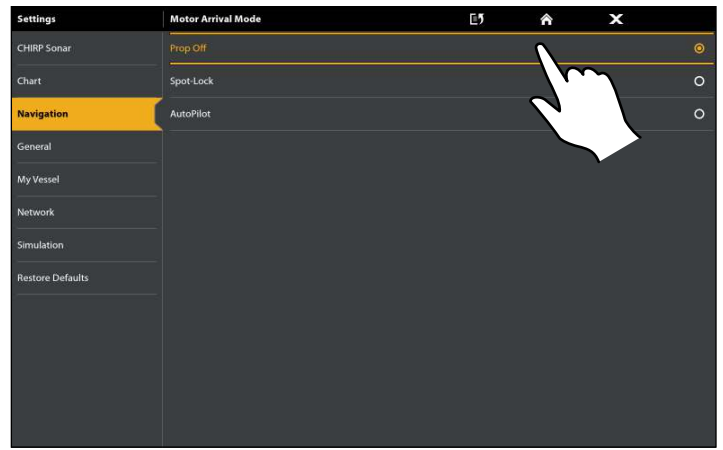 Settings
Motor Arrival Mode
CHIRP Sonar
Prop Off
Chart
Spot-Lock
Navigation
AutoPilot
General
My Vessel
Network
Simulation
Restore Defaults